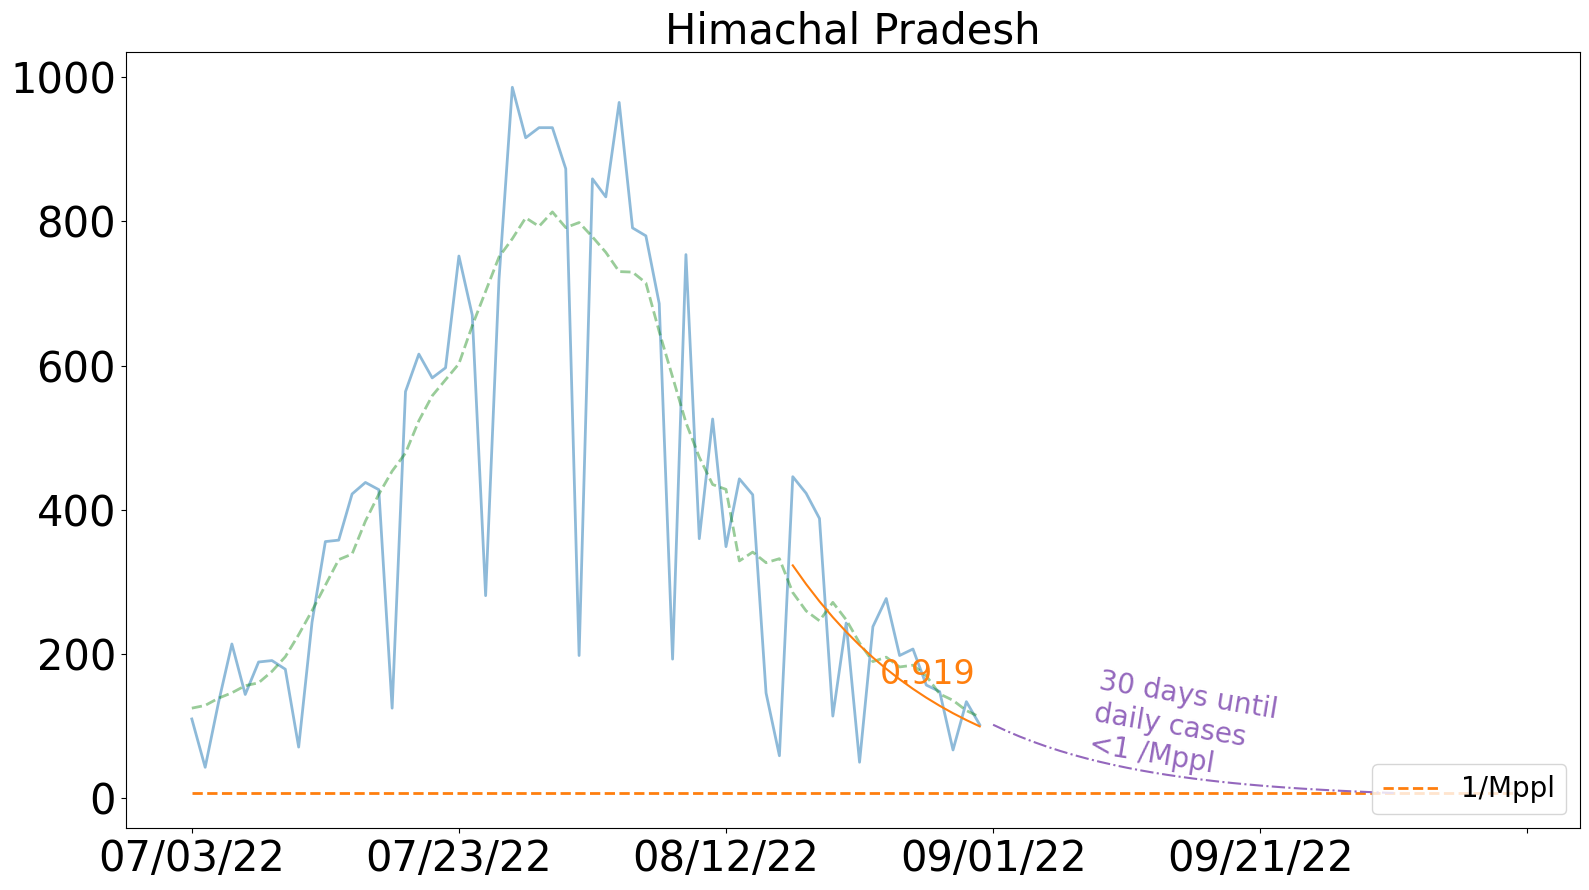 Himachal Pradesh
1000
800
600
400
200
0
0.919
30 days until
daily cases
<1 /Mppl
1/Mppl
07/03/22
07/23/22
08/12/22
09/01/22
09/21/22